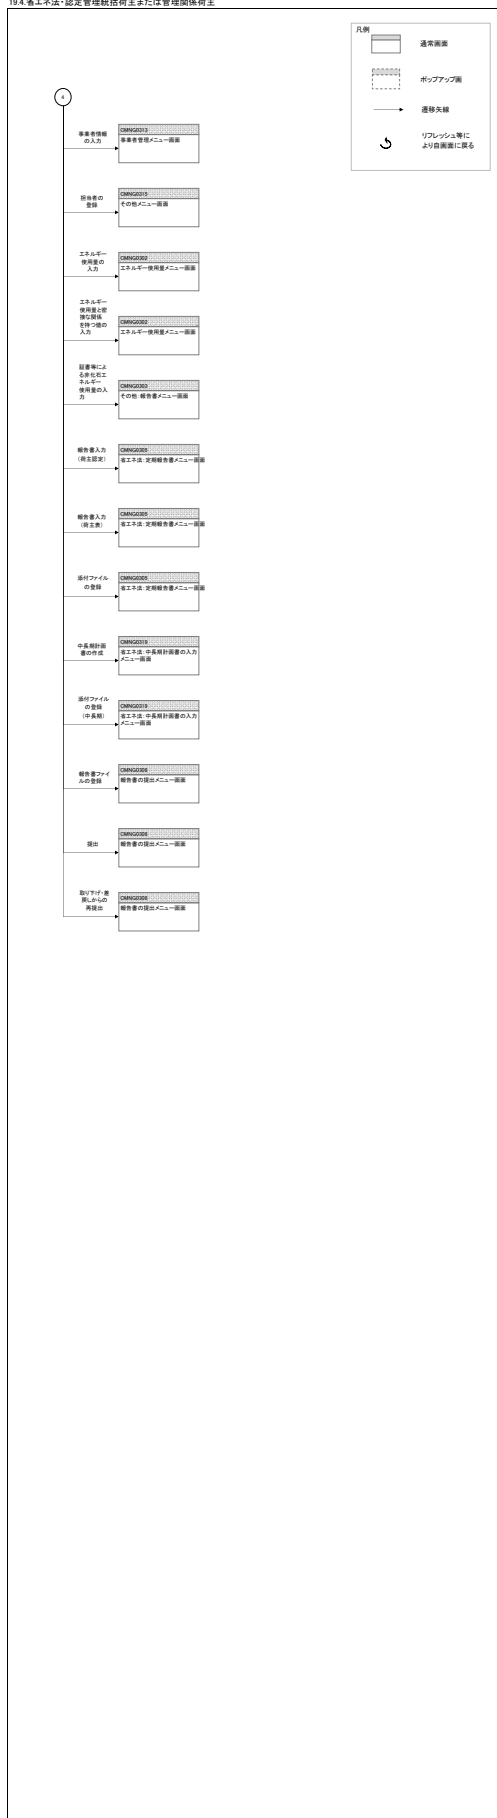 19.4.省エネ法・認定管理統括荷主または管理関係荷主
凡例
通常画面
ポップアップ画
遷移矢線
リフレッシュ等に
より自画面に戻る
4
事業者情報
の入力
CMNG0313
事業者管理メニュー画面
担当者の
登録
CMNG0315
その他メニュー画面
エネルギー
使用量の
入力
CMNG0302
エネルギー使用量メニュー画面
エネルギー
使用量と密
接な関係
を持つ値の
入力
CMNG0302
エネルギー使用量メニュー画面
証書等によ
る非化石エ
ネルギー
使用量の入
力
CMNG0303
その他:報告書メニュー画面
報告書入力
(荷主認定)
CMNG0305
省エネ法:定期報告書メニュー画面
報告書入力
(荷主表)
CMNG0305
省エネ法:定期報告書メニュー画面
添付ファイル
の登録
CMNG0305
省エネ法:定期報告書メニュー画面
中長期計画
書の作成
CMNG0319
省エネ法:中長期計画書の入力
メニュー画面
添付ファイル
の登録
(中長期)
CMNG0319
省エネ法:中長期計画書の入力
メニュー画面
報告書ファイ
ルの登録
CMNG0308
報告書の提出メニュー画面
提出
CMNG0308
報告書の提出メニュー画面
取り下げ・差
戻しからの
再提出
CMNG0308
報告書の提出メニュー画面